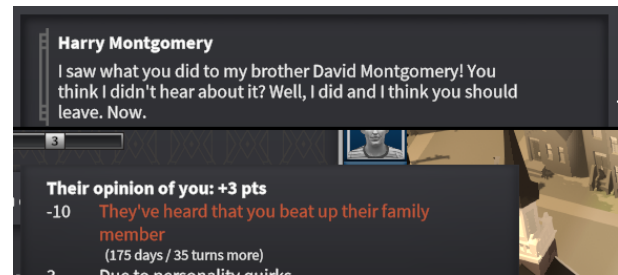 Harry Montgomery
I saw what you did to my brother David Montgomery! You
think I didn't hear about it? Well, I did and I think you should
leave. Now.
3
Their opinion of you: +3 pts
-10 They've heard that you beat up their family
member
(175 days / 35 turns more)
Due to personality quirks